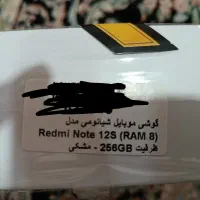 گوشی موبایل شیائومی مدل
Redmi Note 12S (RAM 8)
ظرفیت 256GB - مشکی